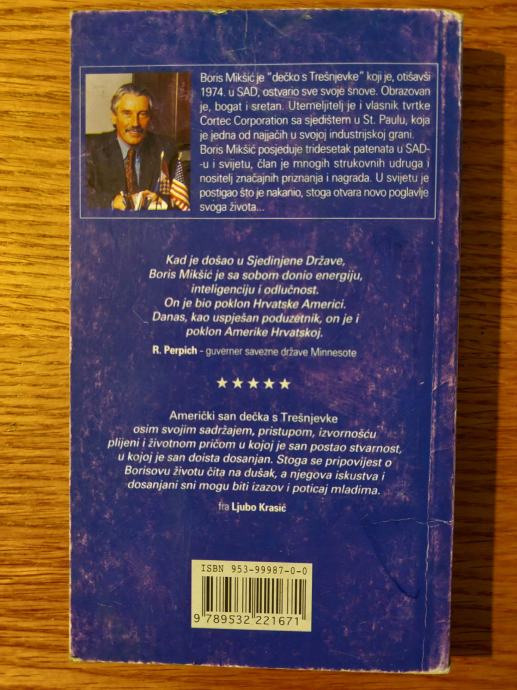 Boris Mikšić je "dečko s Trešnjevke" koji je, otišavši
1974. u SAD, ostvario sve svoje snove. Obrazovan
je, bogat i sretan. Utemeljitelj je i vlasnik tvrtke
Cortec Corporation sa sjedištem u St. Paulu, koja
je jedna od najjačih u svojoj industrijskoj grani.
Boris Mikšić posjeduje tridesetak patenata u SAD-
-u i svijetu, član je mnogih strukovnih udruga i
nositelj značajnih priznanja i nagrada. U svijetu je
postigao što je nakanio, stoga otvara novo poglavlje
svoga života...
Kad je došao u Sjedinjene Države,
Boris Mikšić je sa sobom donio energiju,
inteligenciju i odlučnost.
On je bio poklon Hrvatske Americi.
Danas, kao uspješan poduzetnik, on je i
poklon Amerike Hrvatskoj.
R. Perpich - guverner savezne države Minnesote
★★★★★
Američki san dečka s Trešnjevke
osim svojim sadržajem, pristupom, izvornošću
plijeni i životnom pričom u kojoj je san postao stvarnost,
u kojoj je san doista dosanjan. Stoga se pripovijest o
Borisovu životu čita na dušak, a njegova iskustva i
dosanjani sni mogu biti izazov i poticaj mladima.
fra Ljubo Krasić
ISBN 953-99987-0-0
9 789532 221671